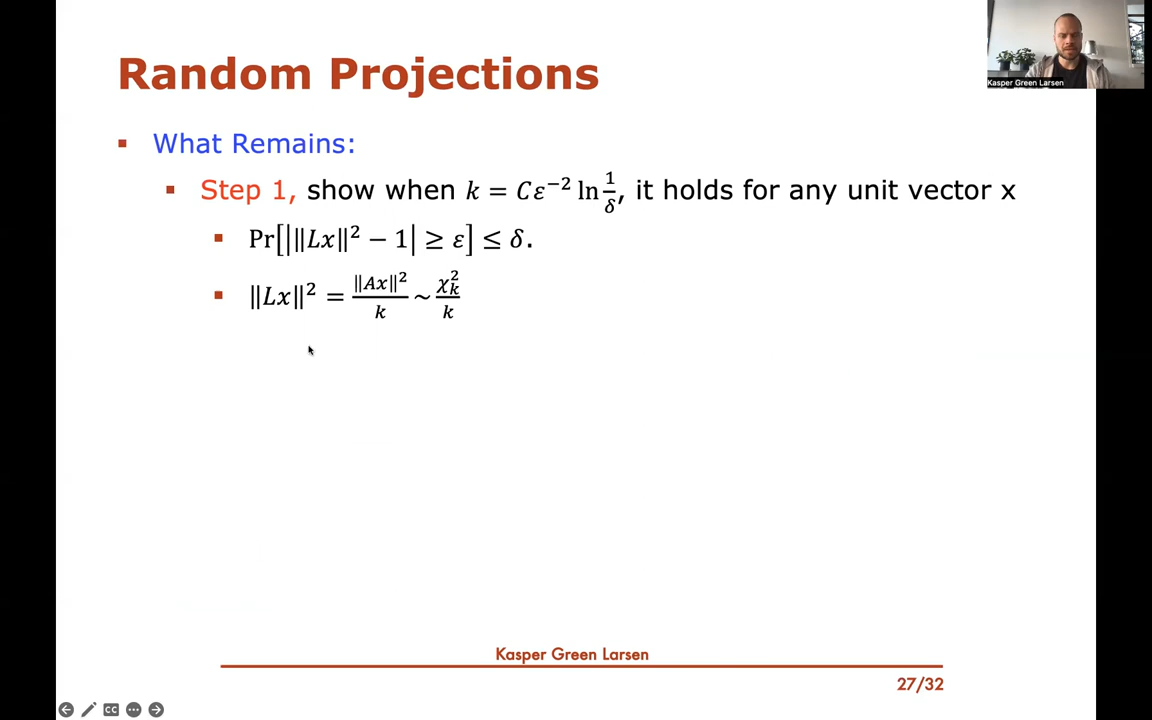 Random Projections
Kasper Green Larsen
▪ What Remains:
▪ Step 1, show when k = Cε⁻² ln 1/δ, it holds for any unit vector x
▪ Pr[|‖Lx‖² − 1| ≥ ε] ≤ δ.
▪ ‖Lx‖² = ‖Ax‖²/k ~ χ²ₖ/k
Kasper Green Larsen
27/32
CC